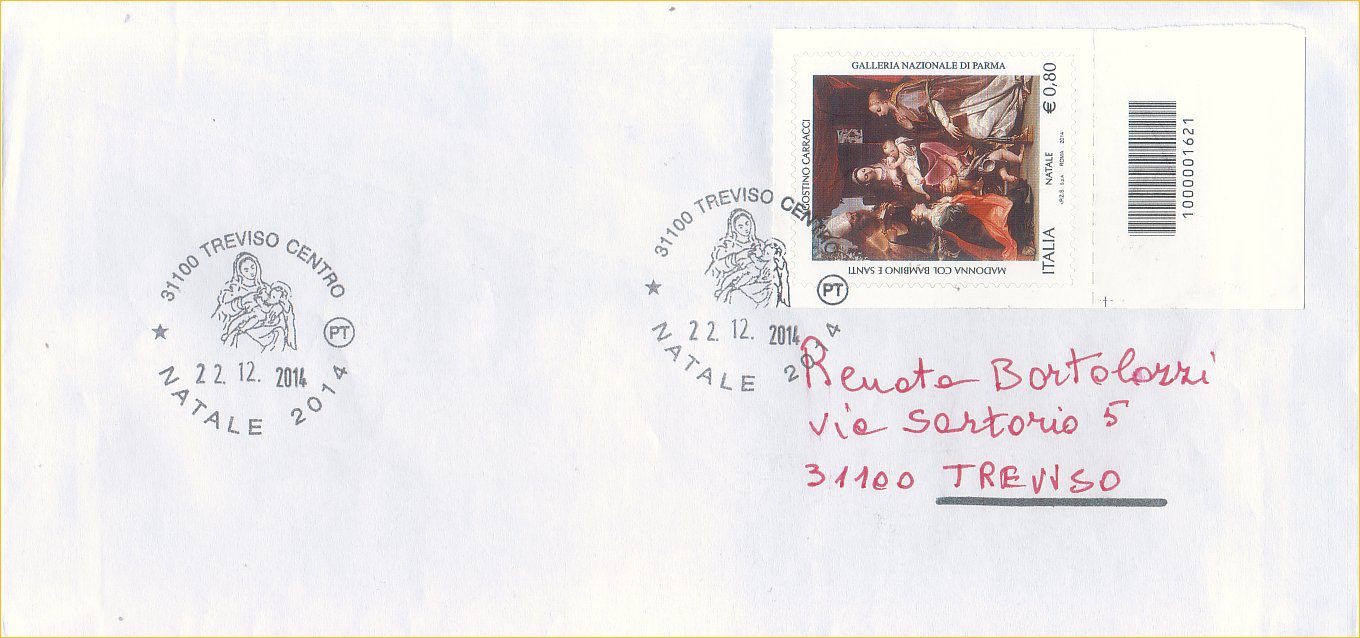 31100 TREVISO CENTRO
PT
22.12. 2014
NATALE 2014
31100 TREVISO CENTRO
PT
22.12. 2014
NATALE 2014
GALLERIA NAZIONALE DI PARMA
AGOSTINO CARRACCI
MADONNA COL BAMBINO E SANTI
ITALIA NATALE € 0,80
I.P.Z.S. S.p.A. ROMA 2014
1000001621
Renata Bortolozzi
via Sartorio 5
31100 TREVISO